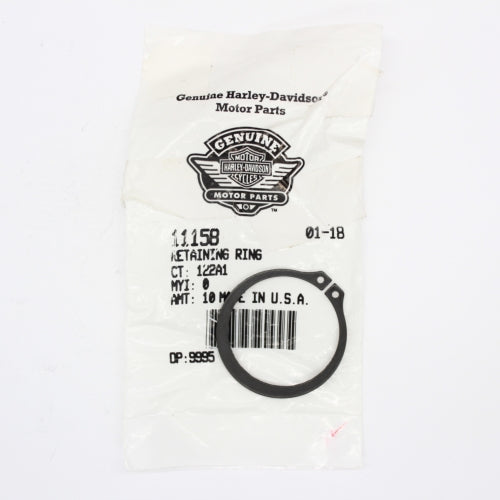 Genuine Harley-Davidson®
Motor Parts
GENUINE
MOTOR
HARLEY-DAVIDSON
CYCLES
MOTOR PARTS
™
11158 01-18
RETAINING RING
CT: 122A1
MYI: 0
AMT: 10 MADE IN U.S.A.
OP:9995